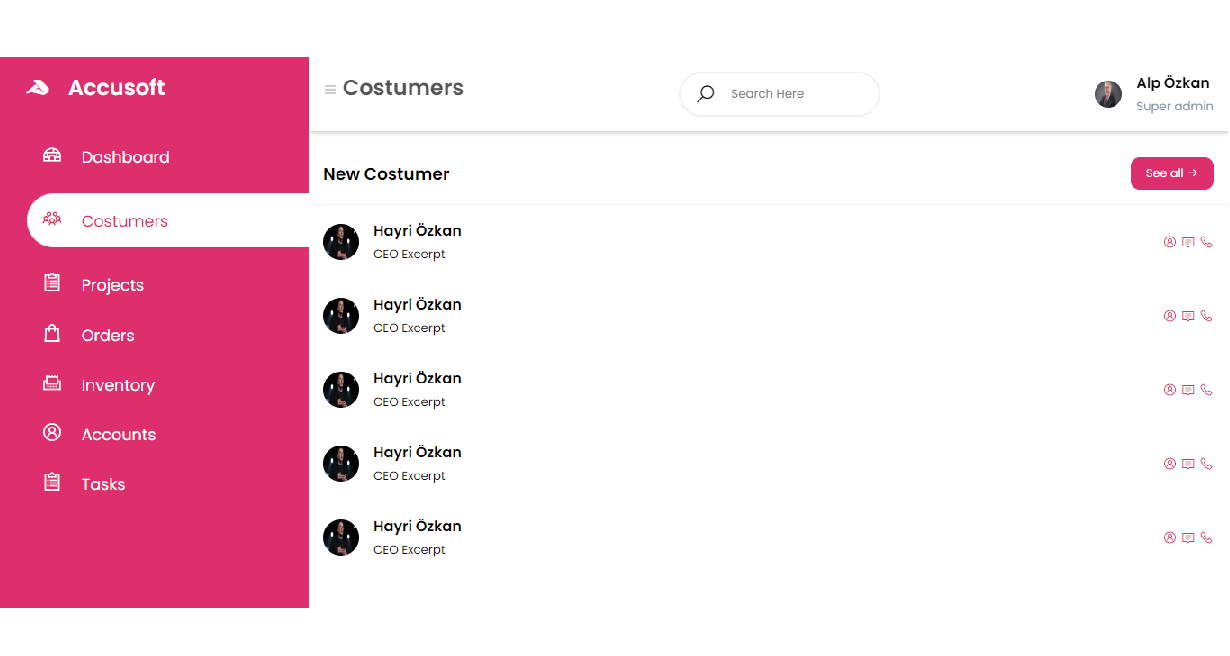 Accusoft
Dashboard
Costumers
Projects
Orders
Inventory
Accounts
Tasks
Costumers
Search Here
Alp Özkan
Super admin
New Costumer
See all →
Hayri Özkan
CEO Excerpt
Hayri Özkan
CEO Excerpt
Hayri Özkan
CEO Excerpt
Hayri Özkan
CEO Excerpt
Hayri Özkan
CEO Excerpt